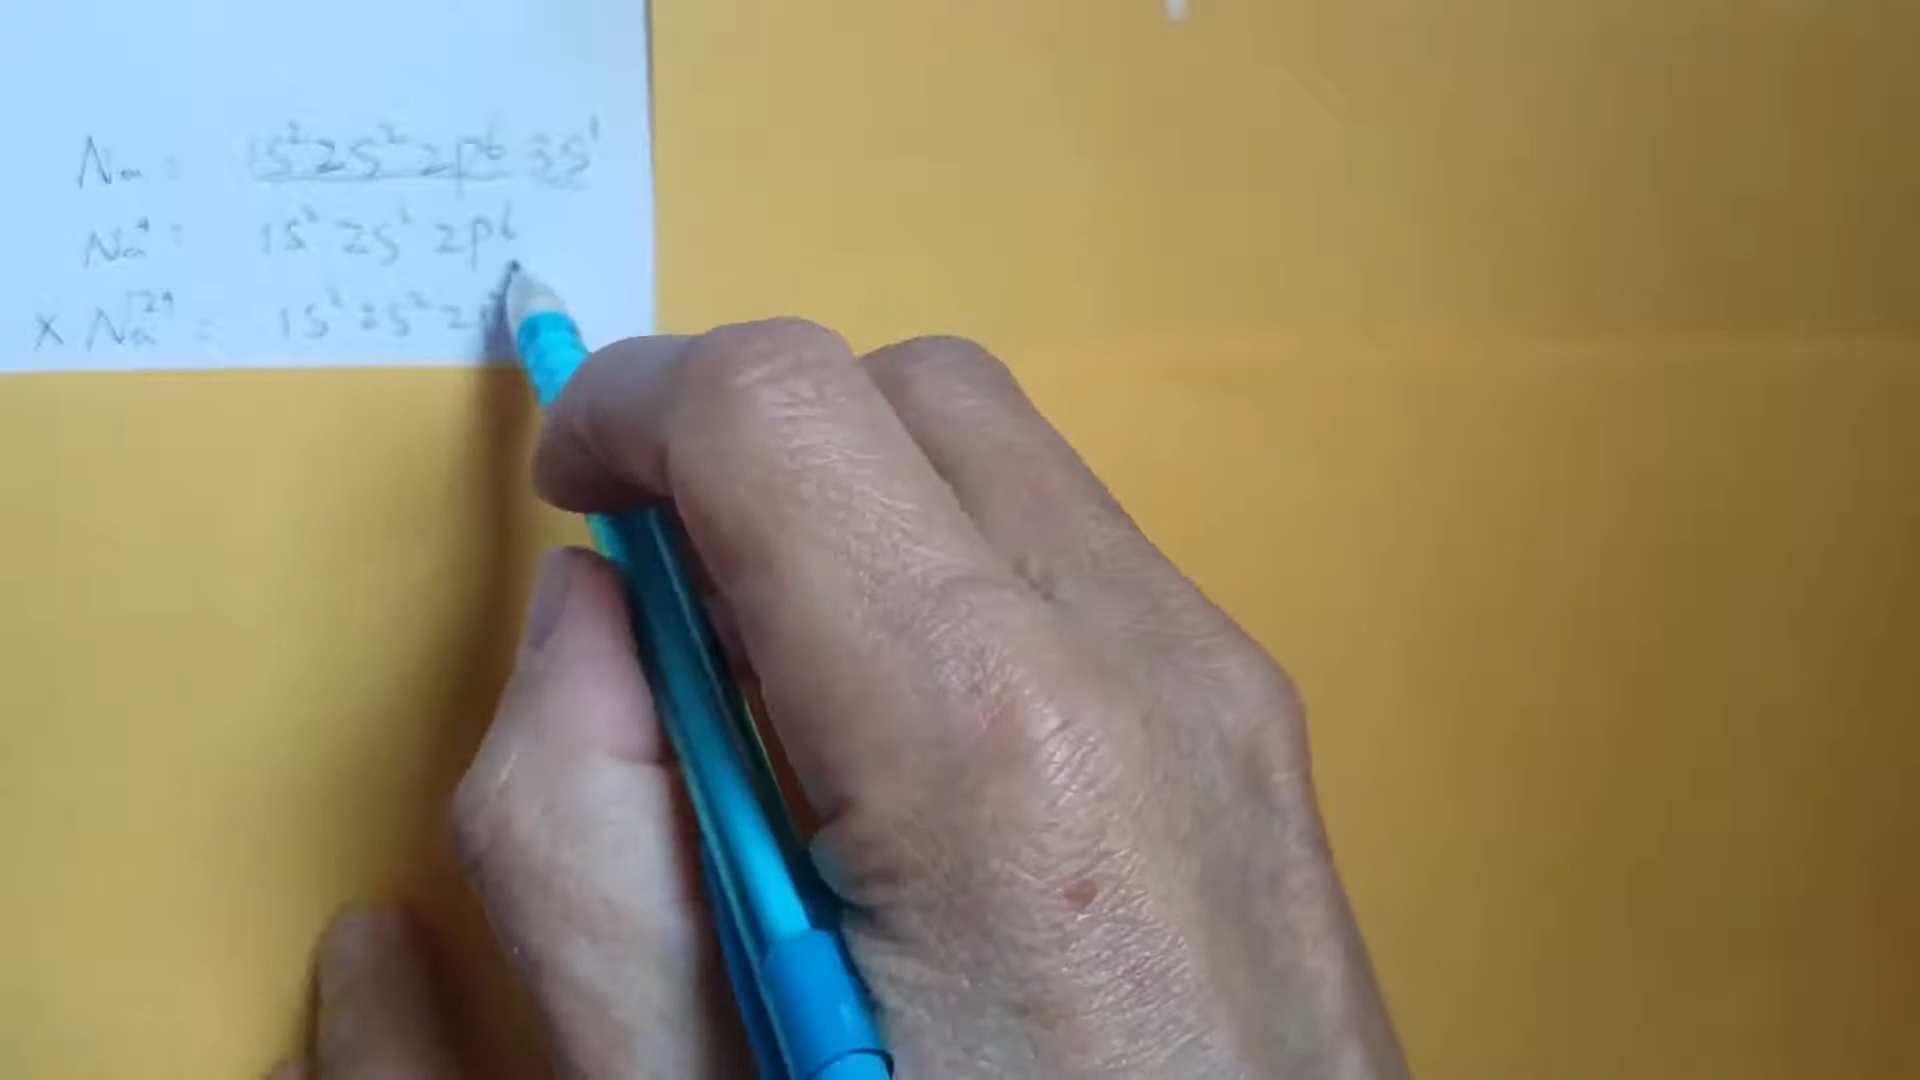 Na : 1s² 2s² 2p⁶ 3s¹
Na⁺ : 1s² 2s² 2p⁶
x Na²⁺ : 1s² 2s² 2